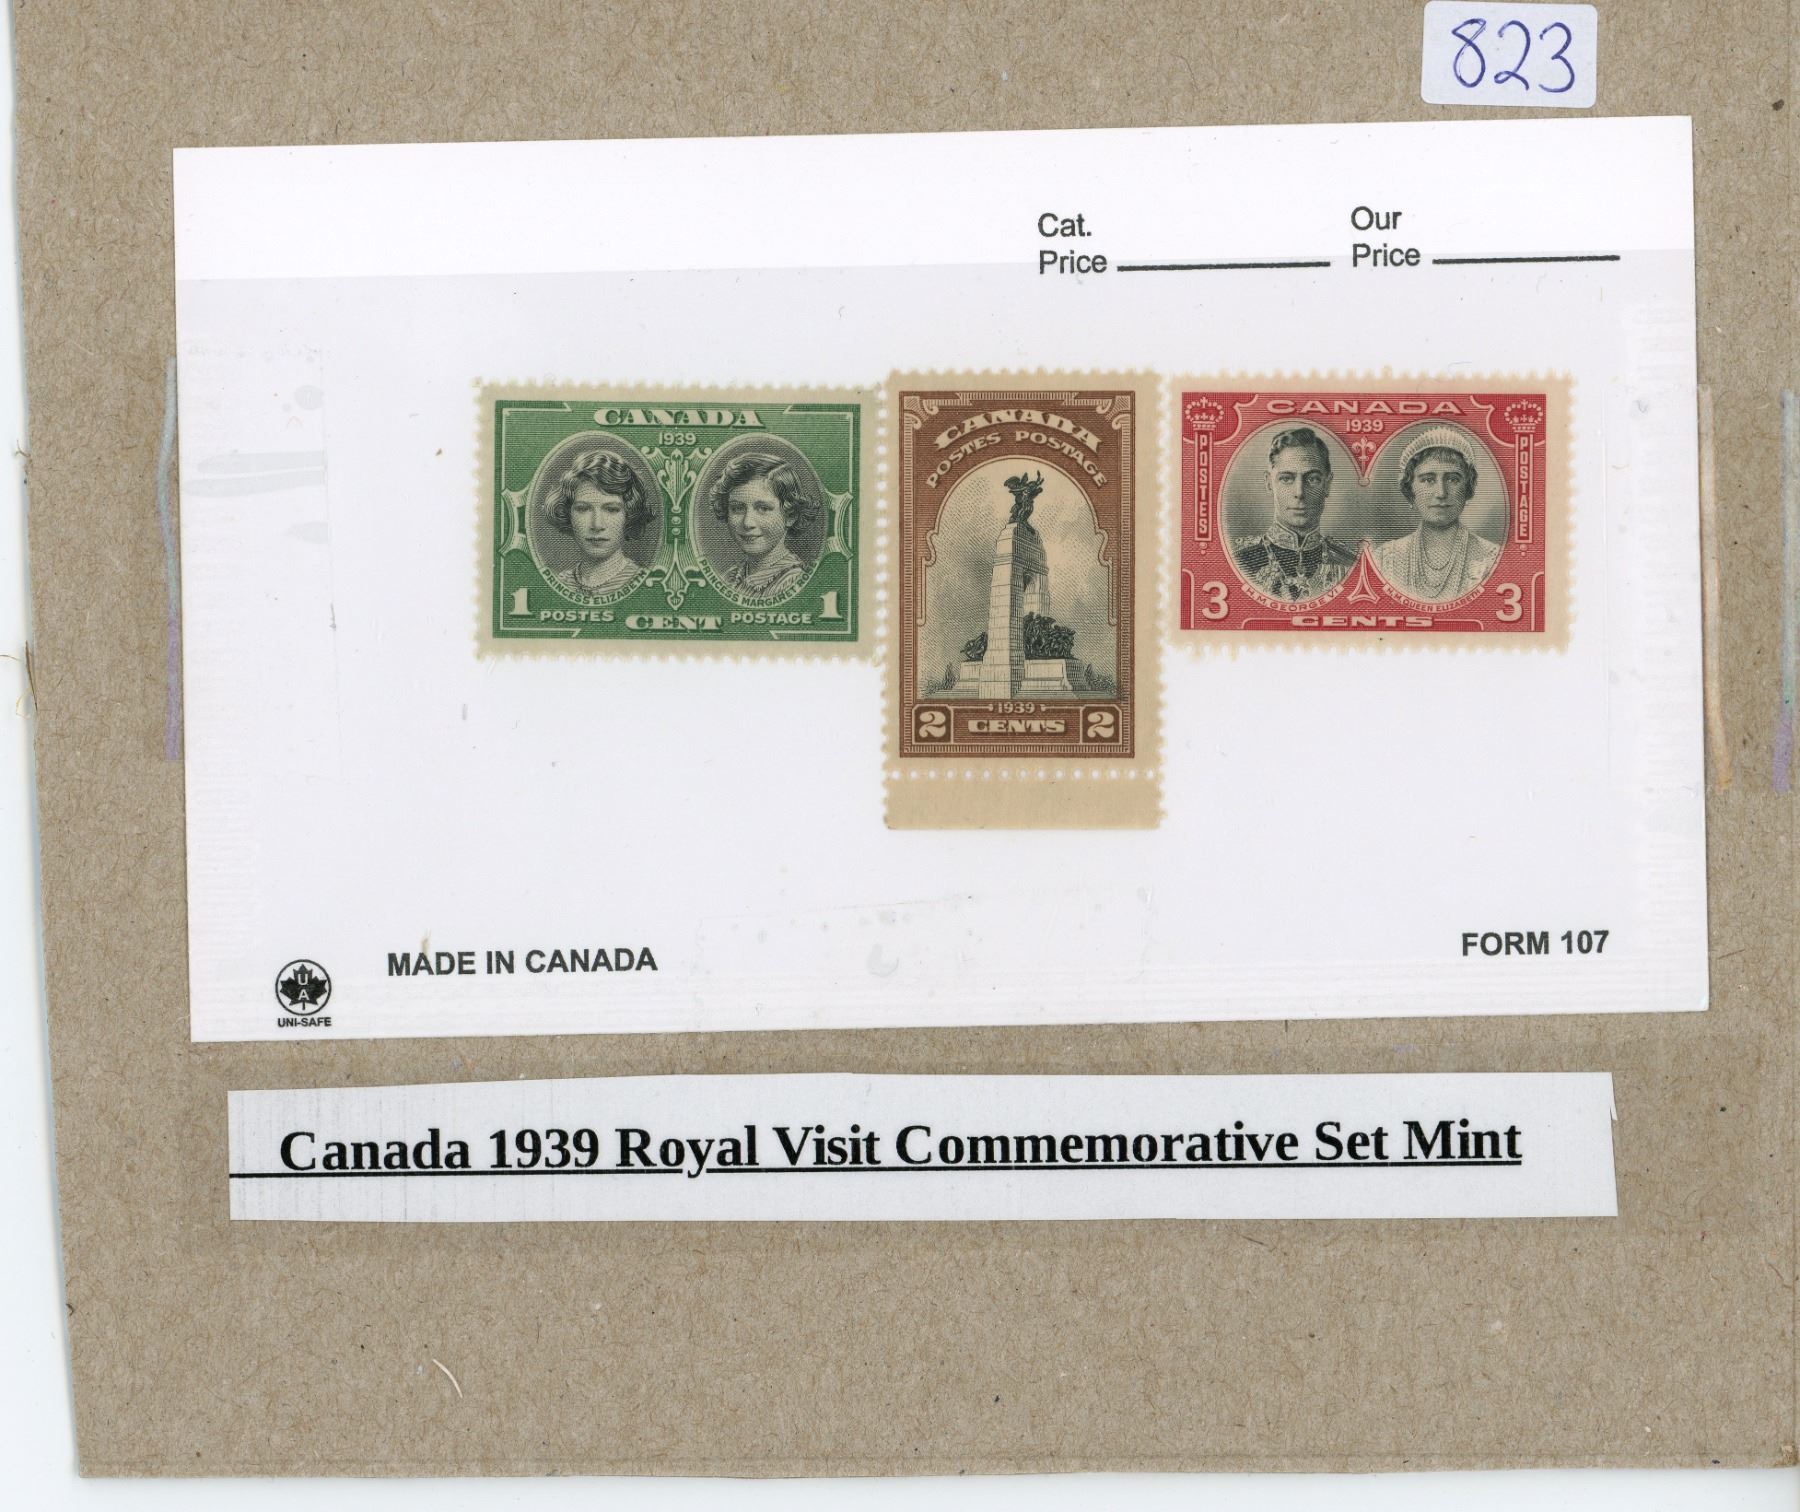 823
Cat. Price
Our Price
CANADA
1939
PRINCESS ELIZABETH
PRINCESS MARGARET ROSE
1 POSTES CENT POSTAGE 1
CANADA
POSTES POSTAGE
1939
2 CENTS 2
CANADA
1939
POSTES
POSTAGE
H.M. GEORGE VI
H.M. QUEEN ELIZABETH
3 CENTS 3
UA
UNI-SAFE
MADE IN CANADA
FORM 107
Canada 1939 Royal Visit Commemorative Set Mint